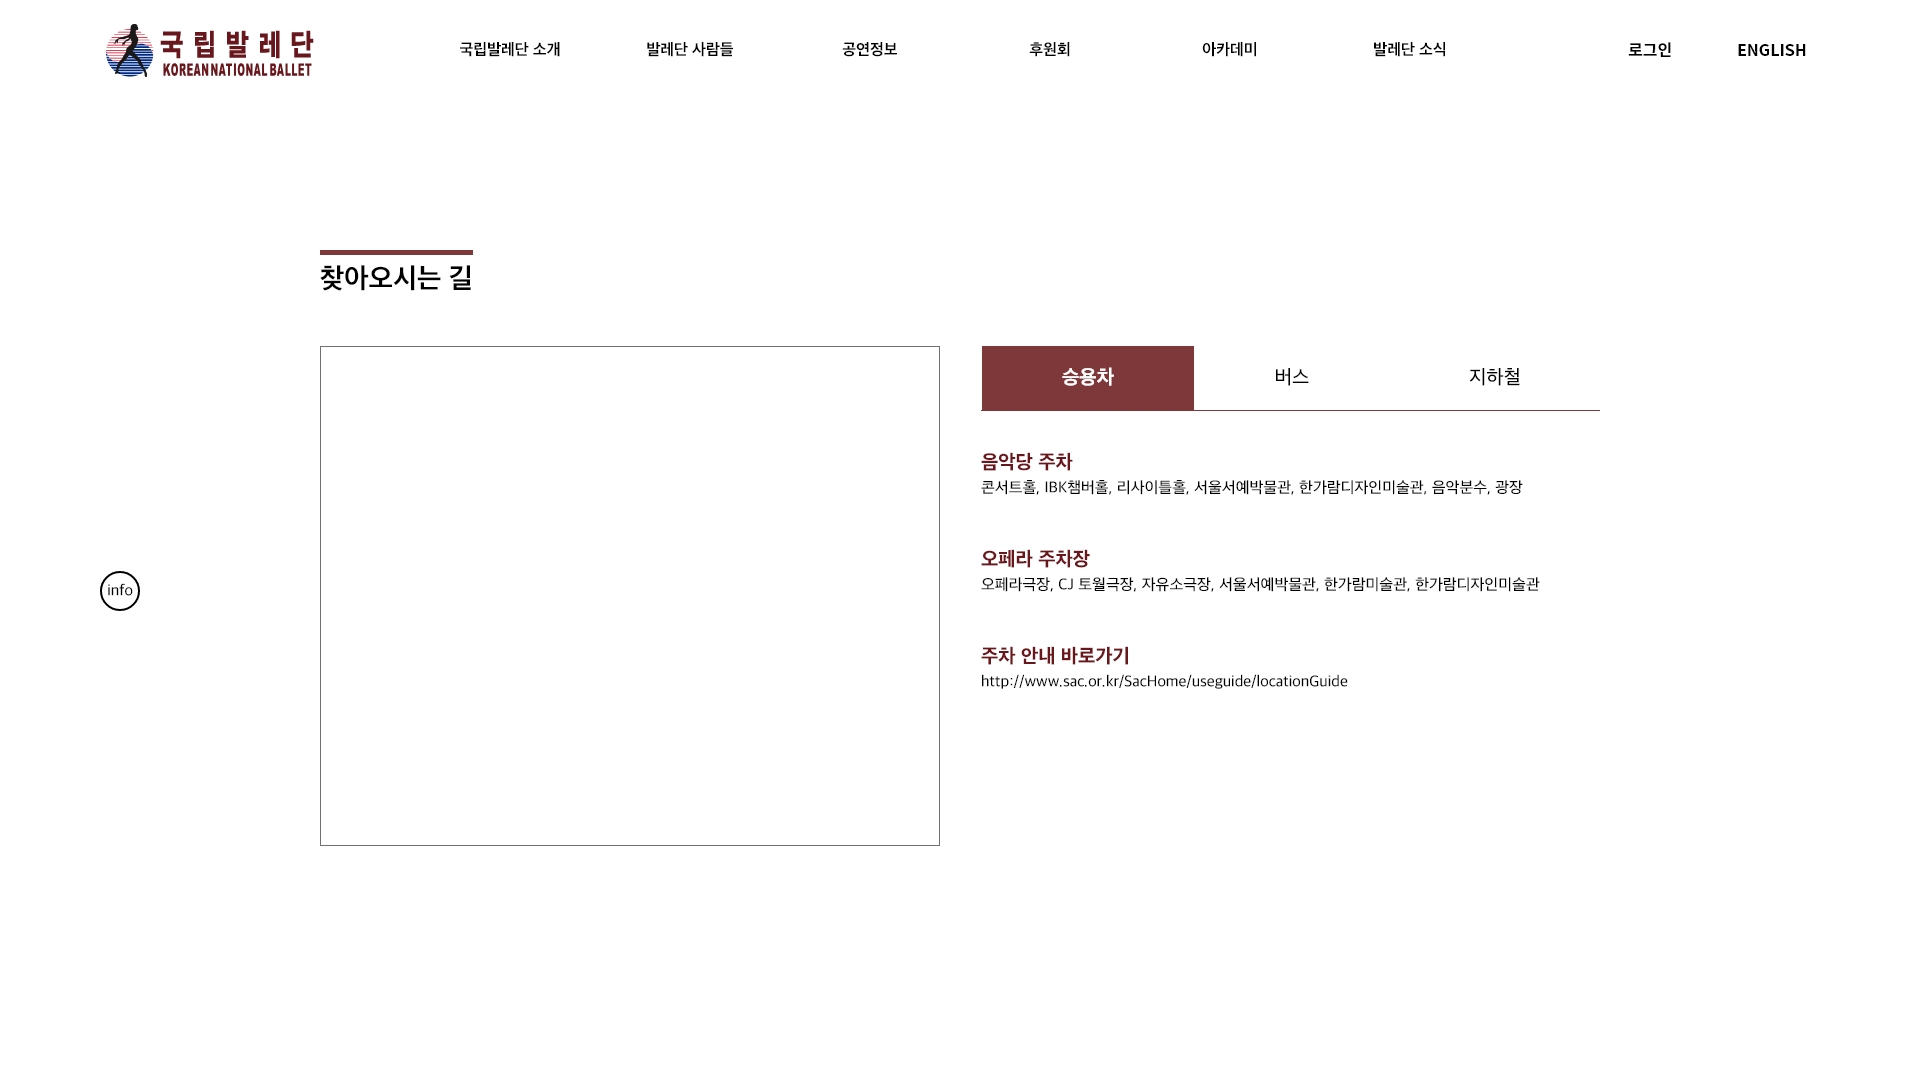 국립발레단
KOREAN NATIONAL BALLET
국립발레단 소개
발레단 사람들
공연정보
후원회
아카데미
발레단 소식
로그인
ENGLISH
찾아오시는 길
승용차
버스
지하철
음악당 주차
콘서트홀, IBK챔버홀, 리사이틀홀, 서울서예박물관, 한가람디자인미술관, 음악분수, 광장
오페라 주차장
오페라극장, CJ 토월극장, 자유소극장, 서울서예박물관, 한가람미술관, 한가람디자인미술관
주차 안내 바로가기
http://www.sac.or.kr/SacHome/useguide/locationGuide
info